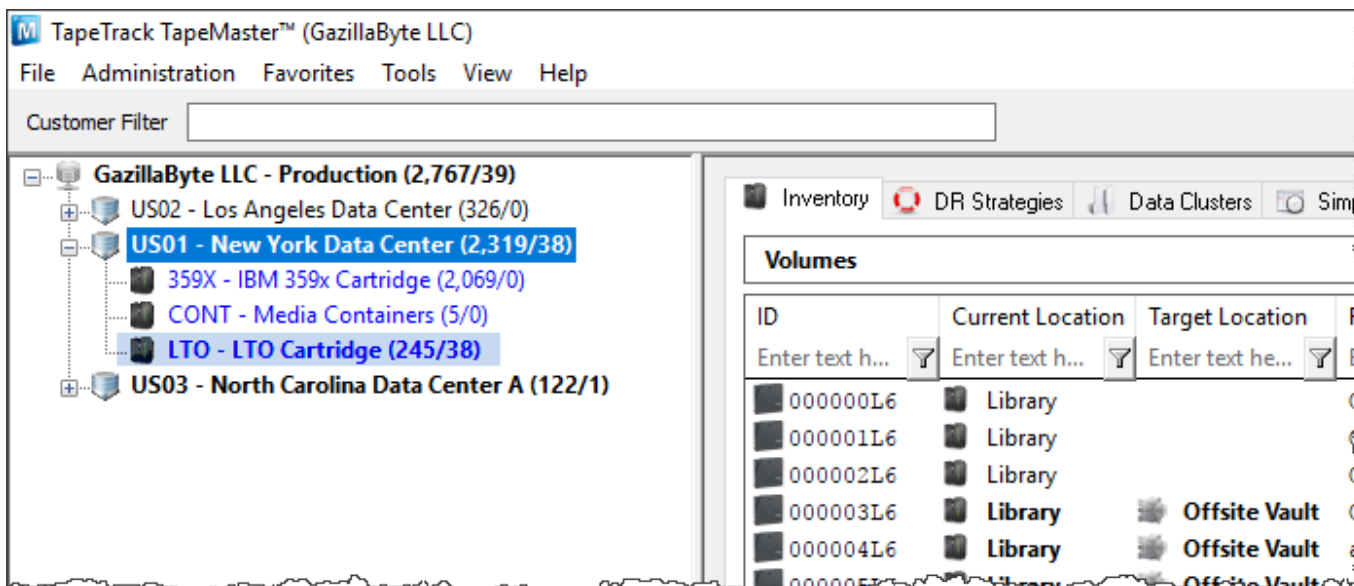 TapeTrack TapeMaster™ (GazillaByte LLC)
File Administration Favorites Tools View Help
Customer Filter
GazillaByte LLC - Production (2,767/39)
US02 - Los Angeles Data Center (326/0)
US01 - New York Data Center (2,319/38)
359X - IBM 359x Cartridge (2,069/0)
CONT - Media Containers (5/0)
LTO - LTO Cartridge (245/38)
US03 - North Carolina Data Center A (122/1)
Inventory DR Strategies Data Clusters
Volumes
ID Current Location Target Location
Enter text h... Enter text h... Enter text he...
000000L6 Library
000001L6 Library
000002L6 Library
000003L6 Library Offsite Vault
000004L6 Library Offsite Vault
Library Offsite Vault